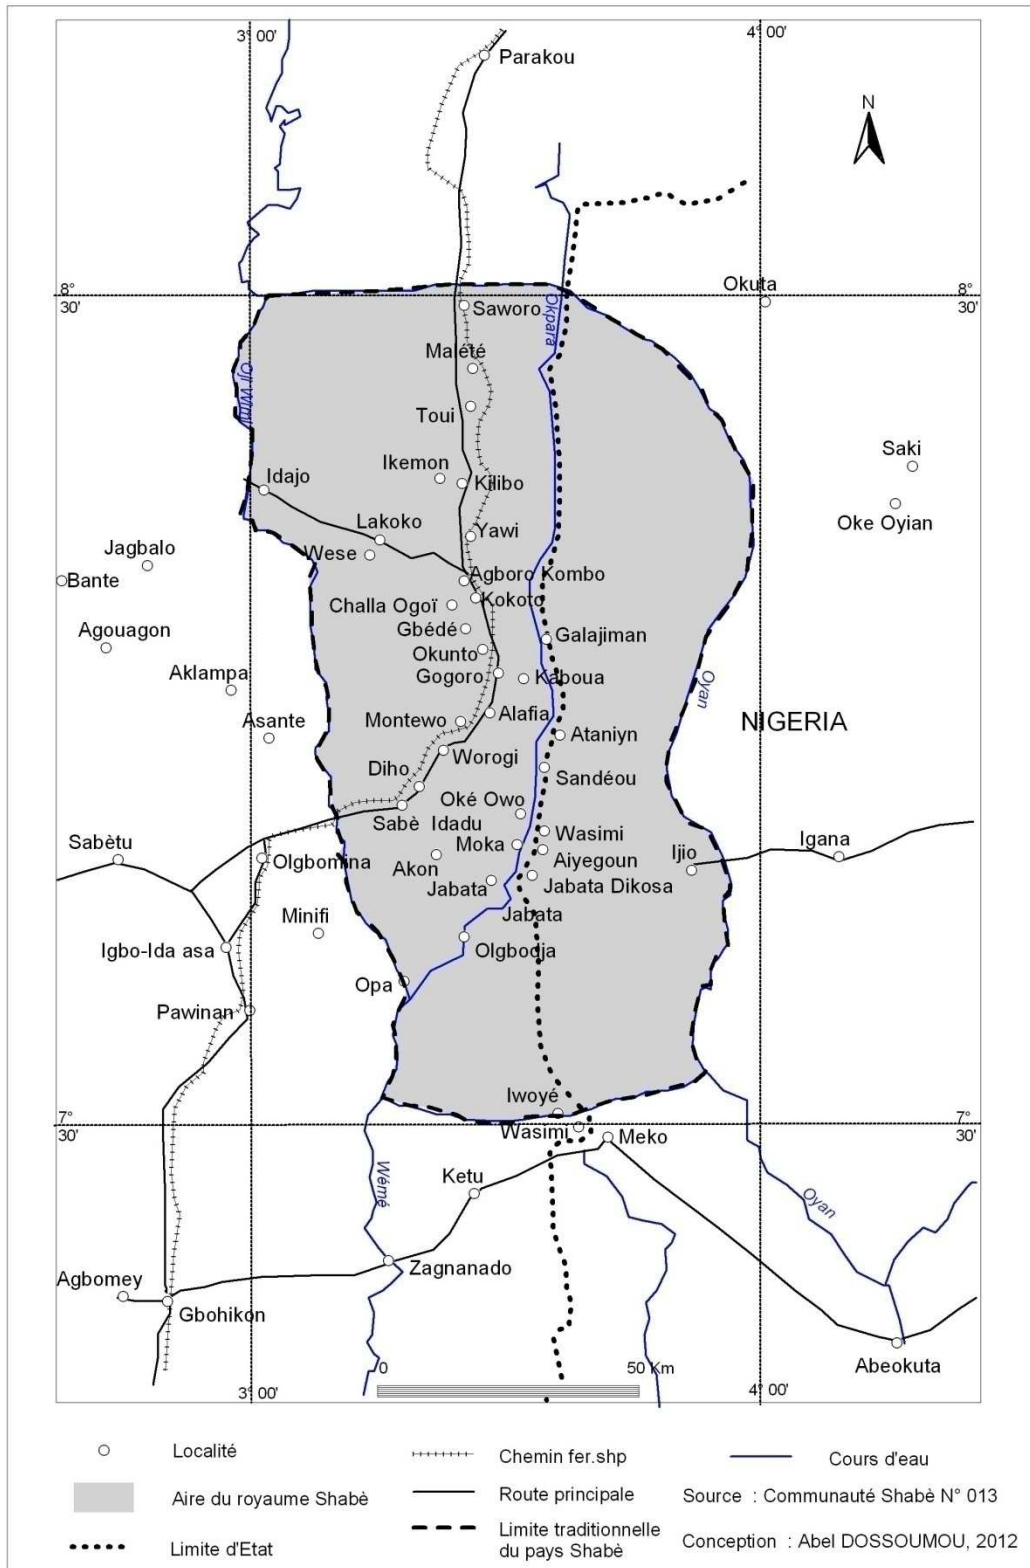 3° 00'
4° 00'
Parakou
N
8°
30'
Okuta
8°
30'
Saworo
Okpara
Malété
Toui
Ikemon
Kilibo
Idajo
Saki
Oke Oyian
Lakoko
Yawi
Wese
Jagbalo
Bante
Agboro Kombo
Kokoto
Challa Ogoï
Gbédé
Galajiman
Agouagon
Okunto
Gogoro
Kaboua
Aklampa
Oyan
Alafia
NIGERIA
Montewo
Asante
Ataniyn
Worogi
Diho
Sandéou
Sabè
Oké Owo
Idadu
Wasimi
Igana
Sabètu
Olgbomina
Moka
Ijio
Akon
Aiyegoun
Jabata
Jabata Dikosa
Minifi
Jabata
Igbo-Ida asa
Olgbodja
Opa
Pawinan
Iwoyé
7°
30'
Wasimi
Meko
7°
30'
Ketu
Wémé
Oyan
Zagnanado
Agbomey
Gbohikon
Abeokuta
0
50 Km
3° 00'
4° 00'
Localité
Chemin fer.shp
Cours d'eau
Aire du royaume Shabè
Route principale
Source : Communauté Shabè N° 013
Limite d'Etat
Limite traditionnelle
du pays Shabè
Conception : Abel DOSSOUMOU, 2012